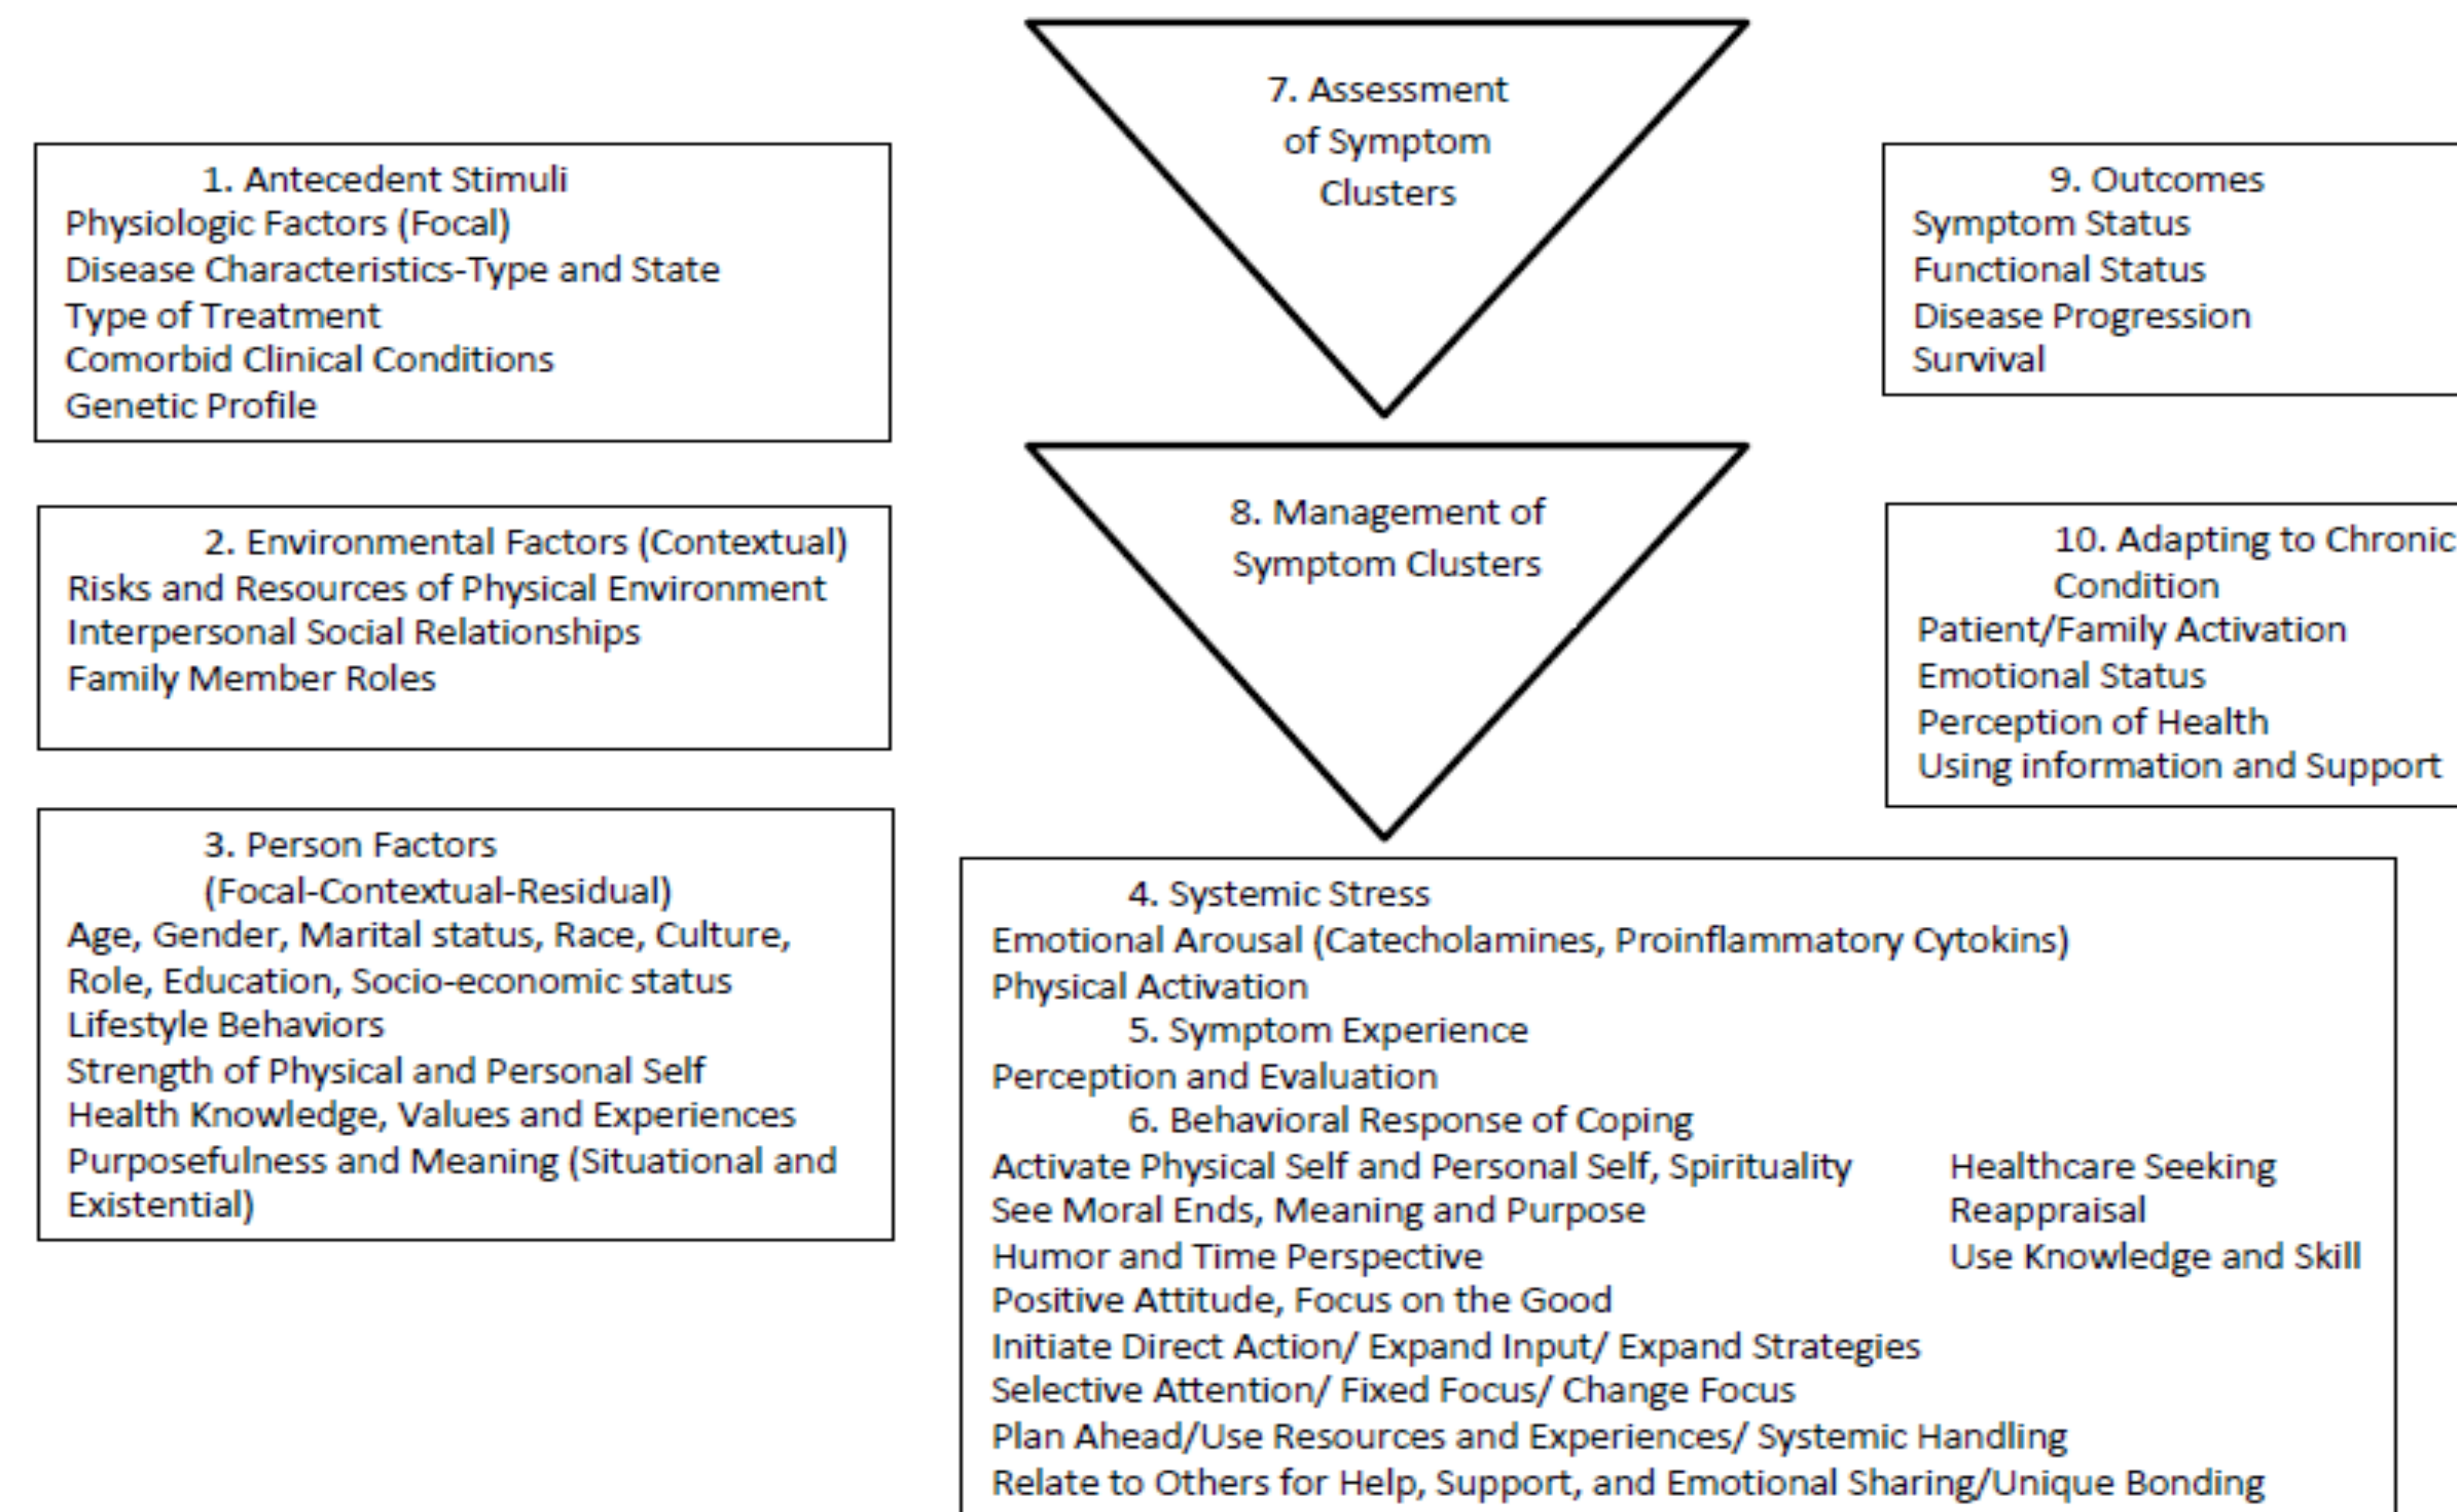 7. Assessment
of Symptom
Clusters
1. Antecedent Stimuli
Physiologic Factors (Focal)
Disease Characteristics-Type and State
Type of Treatment
Comorbid Clinical Conditions
Genetic Profile
9. Outcomes
Symptom Status
Functional Status
Disease Progression
Survival
8. Management of
Symptom Clusters
2. Environmental Factors (Contextual)
Risks and Resources of Physical Environment
Interpersonal Social Relationships
Family Member Roles
10. Adapting to Chronic
Condition
Patient/Family Activation
Emotional Status
Perception of Health
Using information and Support
3. Person Factors
(Focal-Contextual-Residual)
Age, Gender, Marital status, Race, Culture,
Role, Education, Socio-economic status
Lifestyle Behaviors
Strength of Physical and Personal Self
Health Knowledge, Values and Experiences
Purposefulness and Meaning (Situational and
Existential)
4. Systemic Stress
Emotional Arousal (Catecholamines, Proinflammatory Cytokins)
Physical Activation
5. Symptom Experience
Perception and Evaluation
6. Behavioral Response of Coping
Activate Physical Self and Personal Self, Spirituality Healthcare Seeking
See Moral Ends, Meaning and Purpose Reappraisal
Humor and Time Perspective Use Knowledge and Skill
Positive Attitude, Focus on the Good
Initiate Direct Action/ Expand Input/ Expand Strategies
Selective Attention/ Fixed Focus/ Change Focus
Plan Ahead/Use Resources and Experiences/ Systemic Handling
Relate to Others for Help, Support, and Emotional Sharing/Unique Bonding